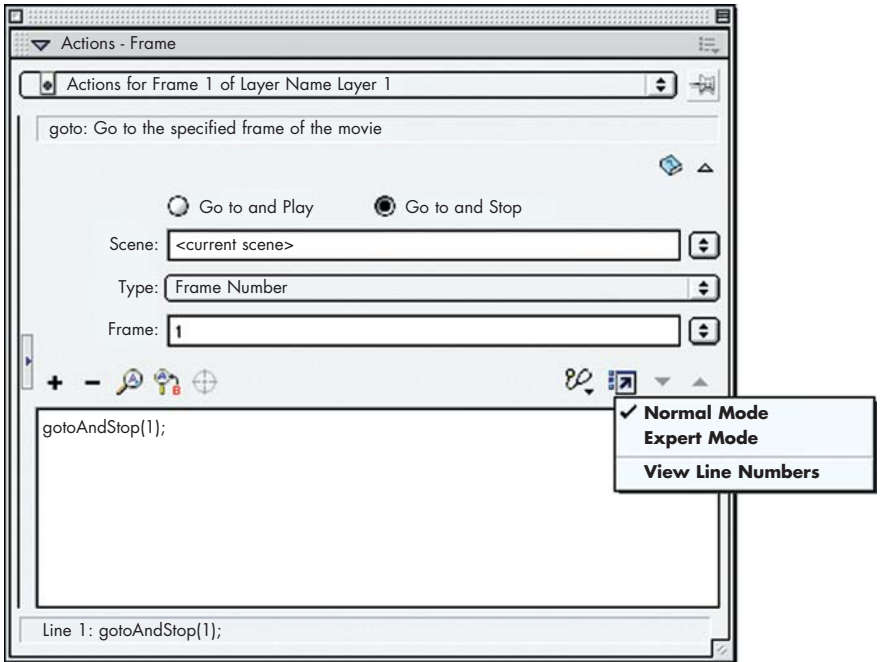 Actions - Frame
Actions for Frame 1 of Layer Name Layer 1
goto: Go to the specified frame of the movie
Go to and Play Go to and Stop
Scene: <current scene>
Type: Frame Number
Frame: 1
gotoAndStop(1);
Normal Mode
Expert Mode
View Line Numbers
Line 1: gotoAndStop(1);